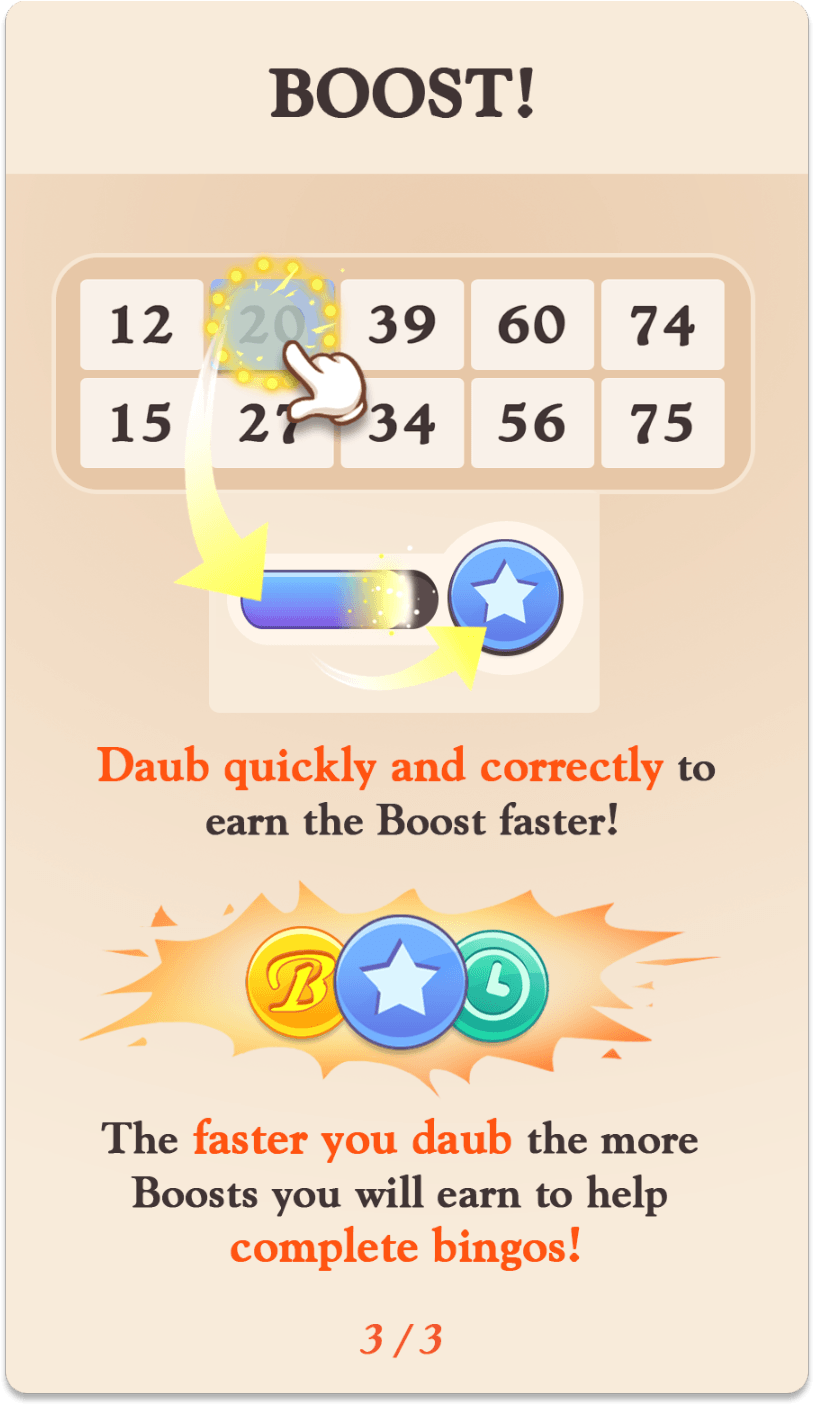 BOOST!
12 20 39 60 74
15 27 34 56 75
Daub quickly and correctly to
earn the Boost faster!
B
The faster you daub the more
Boosts you will earn to help
complete bingos!
3 / 3